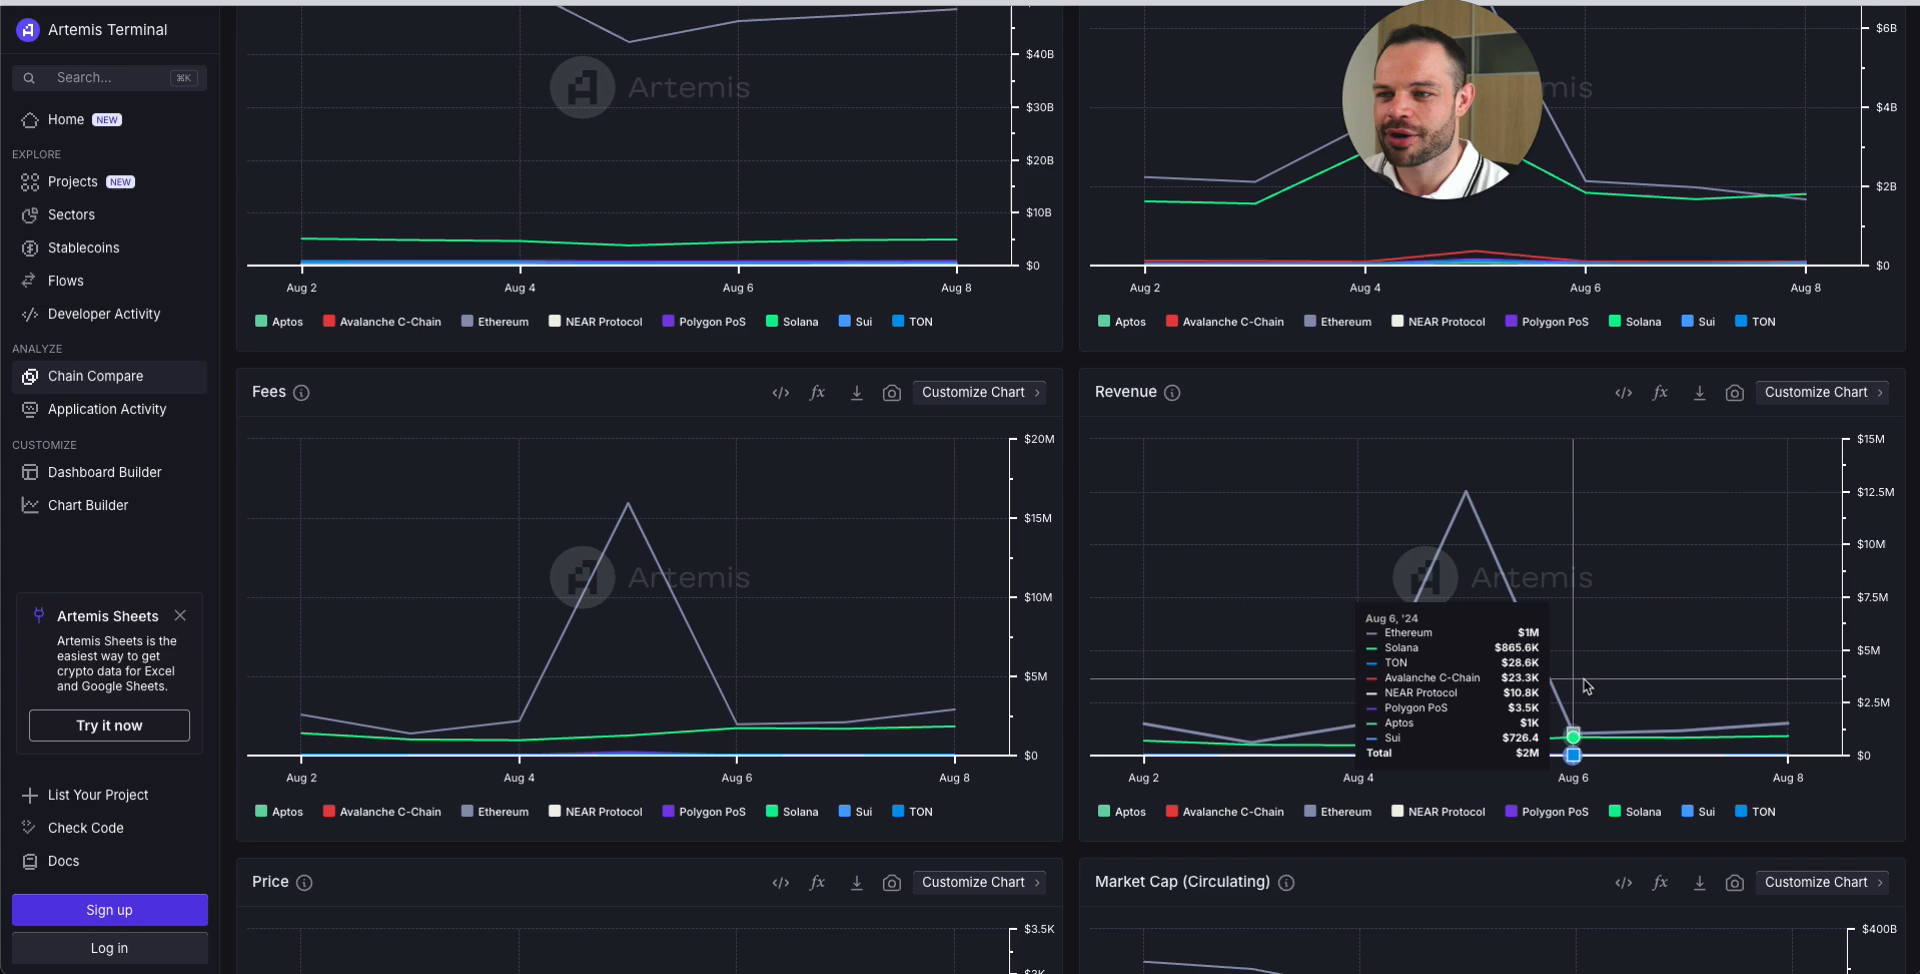 Artemis Terminal
Search... ⌘K
Home NEW
EXPLORE
Projects NEW
Sectors
Stablecoins
Flows
Developer Activity
ANALYZE
Chain Compare
Application Activity
CUSTOMIZE
Dashboard Builder
Chart Builder
Artemis Sheets
Artemis Sheets is the
easiest way to get
crypto data for Excel
and Google Sheets.
Try it now
List Your Project
Check Code
Docs
Sign up
Log in
$40B
$30B
$20B
$10B
$0
Artemis
Aug 2 Aug 4 Aug 6 Aug 8
Aptos Avalanche C-Chain Ethereum NEAR Protocol Polygon PoS Solana Sui TON
$6B
$4B
$2B
$0
mis
Aug 2 Aug 4 Aug 6 Aug 8
Aptos Avalanche C-Chain Ethereum NEAR Protocol Polygon PoS Solana Sui TON
Fees
</> fx Customize Chart >
$20M
$15M
$10M
$5M
$0
Artemis
Aug 2 Aug 4 Aug 6 Aug 8
Aptos Avalanche C-Chain Ethereum NEAR Protocol Polygon PoS Solana Sui TON
Revenue
</> fx Customize Chart >
$15M
$12.5M
$10M
$7.5M
$5M
$2.5M
$0
Artemis
Aug 6, '24
Ethereum $1M
Solana $865.6K
TON $28.6K
Avalanche C-Chain $23.3K
NEAR Protocol $10.8K
Polygon PoS $3.5K
Aptos $1K
Sui $726.4
Total $2M
Aug 2 Aug 4 Aug 6 Aug 8
Aptos Avalanche C-Chain Ethereum NEAR Protocol Polygon PoS Solana Sui TON
Price
</> fx Customize Chart >
$3.5K
Market Cap (Circulating)
</> fx Customize Chart >
$400B